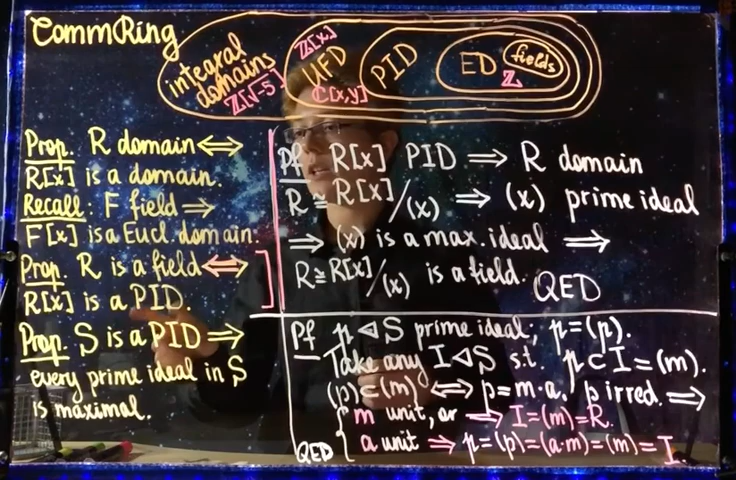 CommRing
integral
domains
ℤ[√-5]
ℤ[x]
UFD
ℂ[x,y]
PID
ED
fields
ℤ
Prop. R domain ⟺
R[x] is a domain.
Recall: F field ⟹
F[x] is a Eucl. domain.
Prop. R is a field ⟺
R[x] is a PID.
Prop. S is a PID ⟹
every prime ideal in S
is maximal.
Pf R[x] PID ⟹ R domain
R ≅ R[x]/(x) ⟹ (x) prime ideal
⟹ (x) is a max. ideal ⟹
R ≅ R[x]/(x) is a field. QED
Pf 𝔭 ⊲ S prime ideal; 𝔭=(p).
Take any I ⊲ S s.t. 𝔭 ⊂ I = (m).
(p) ⊂ (m) ⟺ p = m·a, p irred. ⟹
{ m unit, or ⟹ I=(m)=R.
a unit ⟹ 𝔭=(p)=(a·m)=(m)=I.
QED